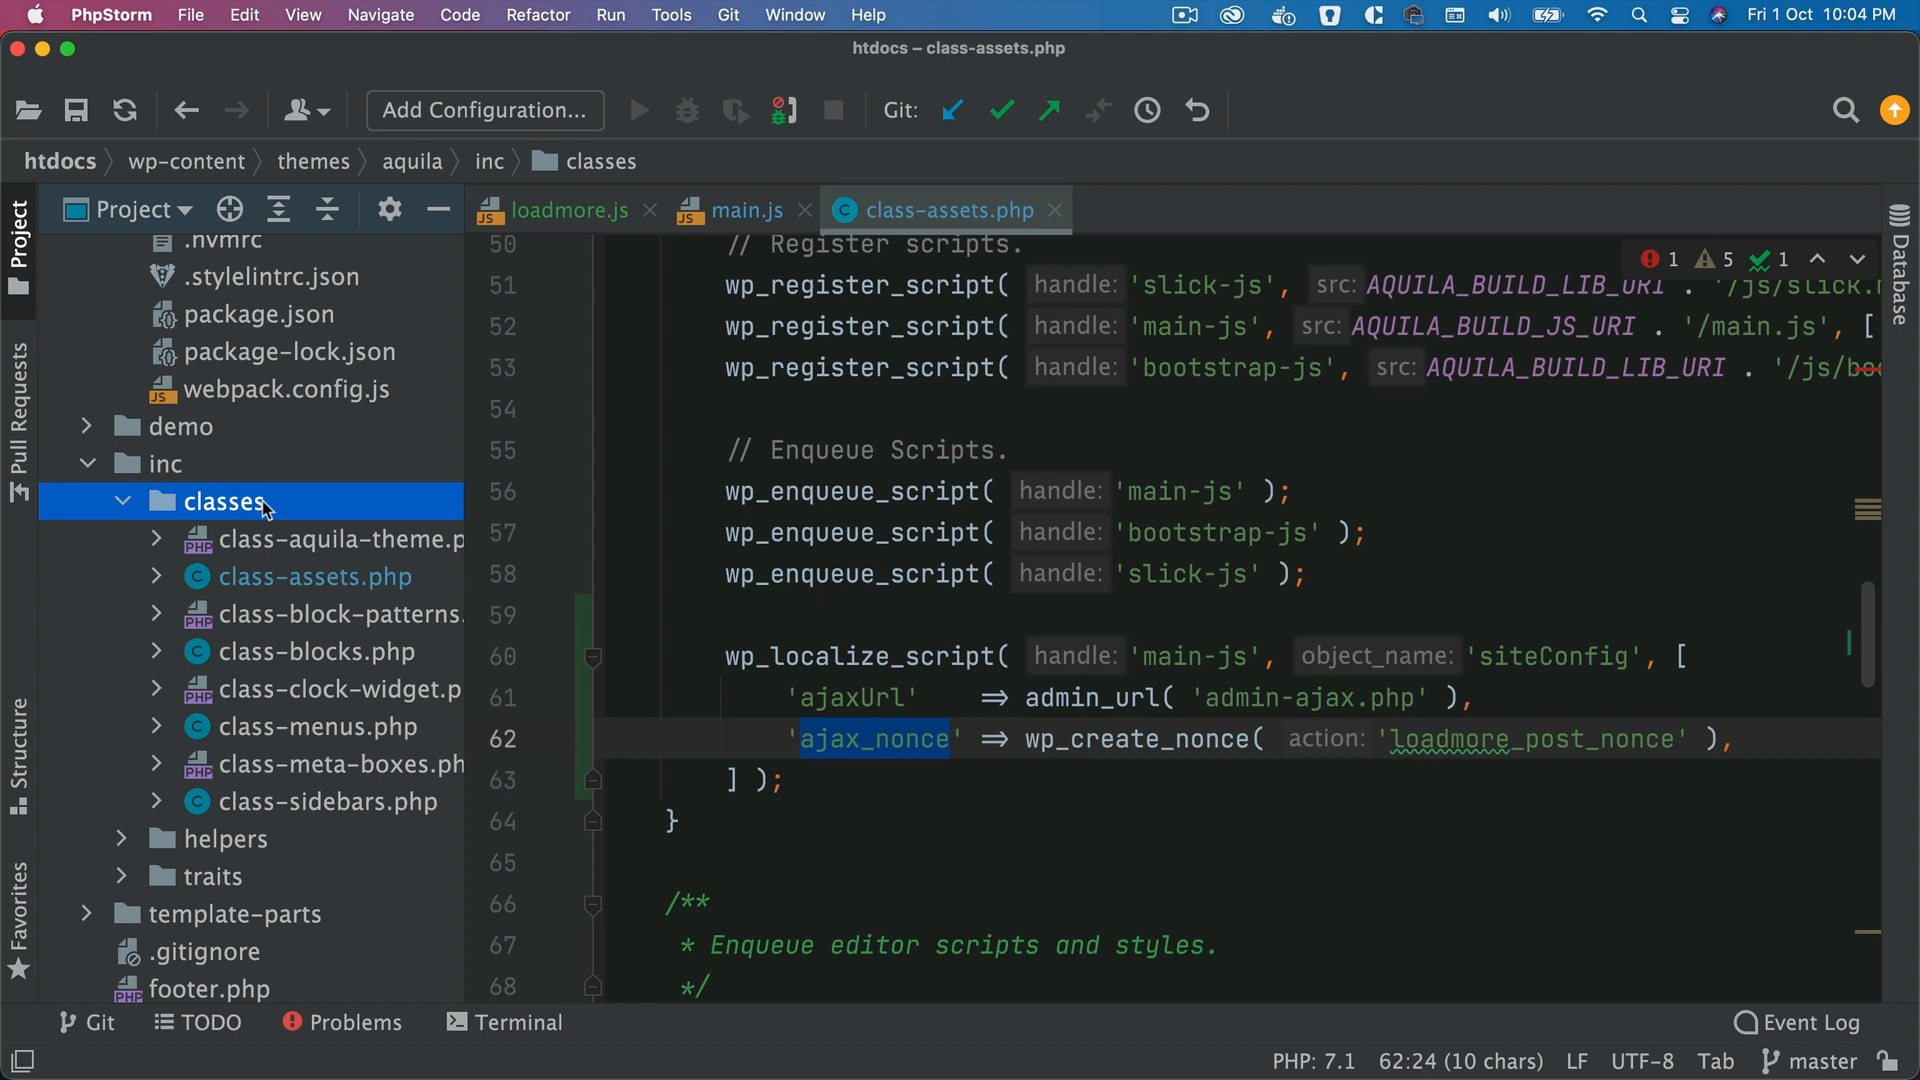 PhpStorm File Edit View Navigate Code Refactor Run Tools Git Window Help Fri 1 Oct 10:04 PM
htdocs – class-assets.php
Add Configuration... Git:
htdocs wp-content themes aquila inc classes
Project loadmore.js main.js class-assets.php
Project
Pull Requests
Structure
Favorites
.nvmrc
.stylelintrc.json
package.json
package-lock.json
webpack.config.js
demo
inc
classes
class-aquila-theme.p
class-assets.php
class-block-patterns.
class-blocks.php
class-clock-widget.p
class-menus.php
class-meta-boxes.ph
class-sidebars.php
helpers
traits
template-parts
.gitignore
footer.php
1 5 1
50 // Register scripts.
51 wp_register_script( handle: 'slick-js', src: AQUILA_BUILD_LIB_URI . '/js/slick.
52 wp_register_script( handle: 'main-js', src: AQUILA_BUILD_JS_URI . '/main.js', [
53 wp_register_script( handle: 'bootstrap-js', src: AQUILA_BUILD_LIB_URI . '/js/boo
54
55 // Enqueue Scripts.
56 wp_enqueue_script( handle: 'main-js' );
57 wp_enqueue_script( handle: 'bootstrap-js' );
58 wp_enqueue_script( handle: 'slick-js' );
59
60 wp_localize_script( handle: 'main-js', object_name: 'siteConfig', [
61 'ajaxUrl' => admin_url( 'admin-ajax.php' ),
62 'ajax_nonce' => wp_create_nonce( action: 'loadmore_post_nonce' ),
63 ] );
64 }
65
66 /**
67 * Enqueue editor scripts and styles.
68 */
Database
Git TODO Problems Terminal Event Log
PHP: 7.1 62:24 (10 chars) LF UTF-8 Tab master